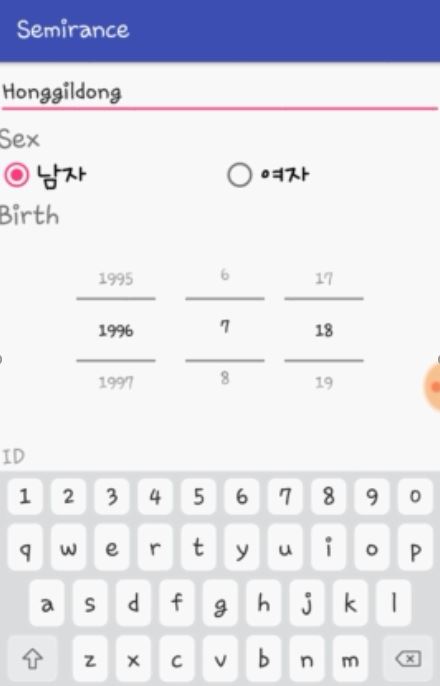 Semirance
Honggildong
Sex
남자 여자
Birth
1995 6 17
1996 7 18
1997 8 19
ID
1 2 3 4 5 6 7 8 9 0
q w e r t y u i o p
a s d f g h j k l
z x c v b n m